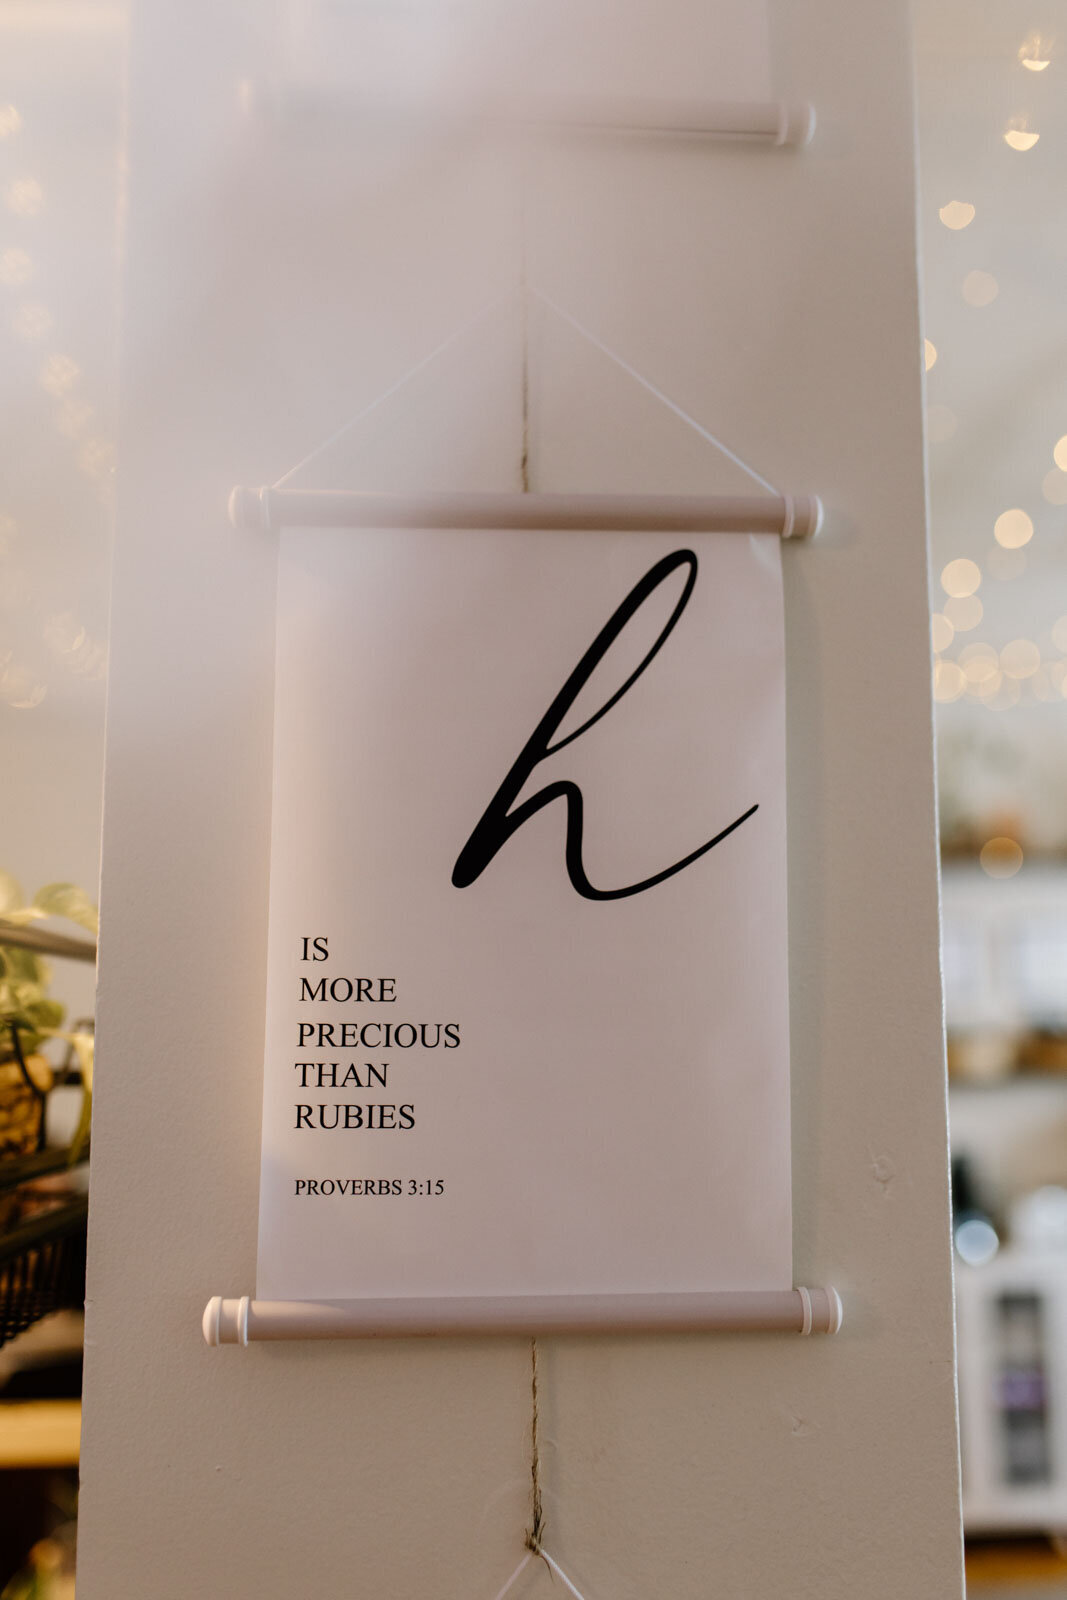 h
IS
MORE
PRECIOUS
THAN
RUBIES
PROVERBS 3:15